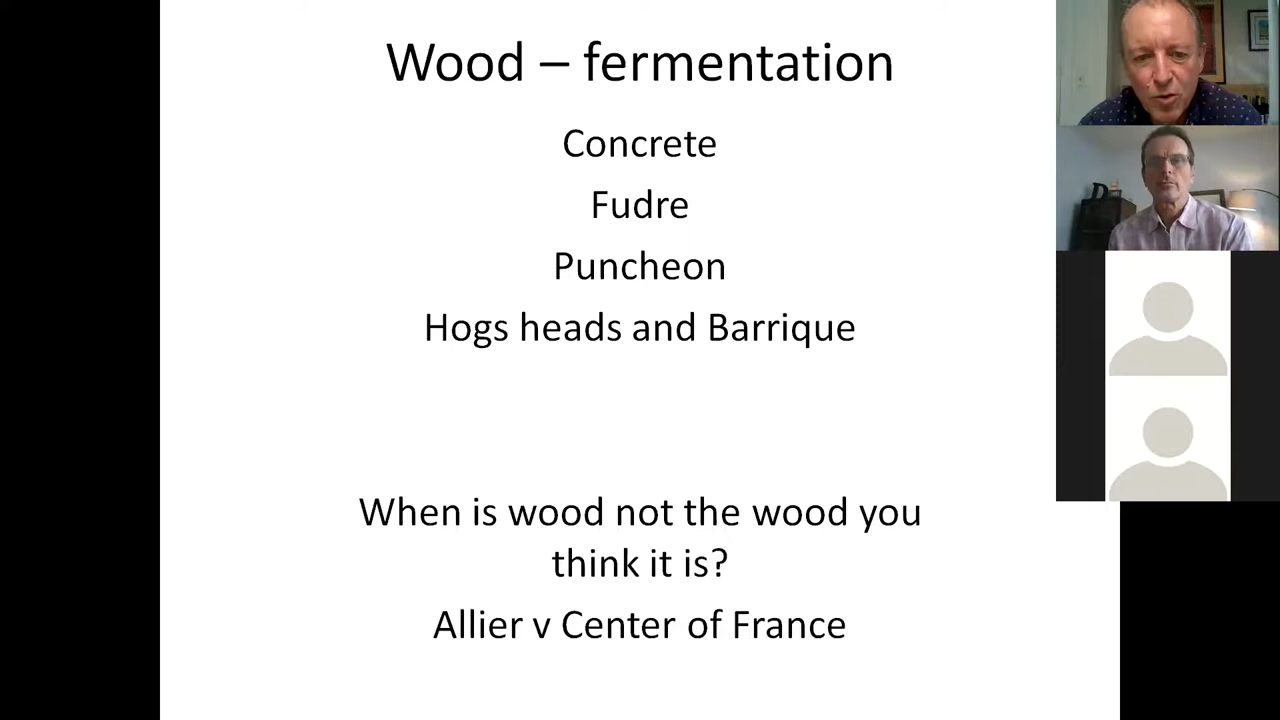 Wood – fermentation
Concrete
Fudre
Puncheon
Hogs heads and Barrique
When is wood not the wood you
think it is?
Allier v Center of France